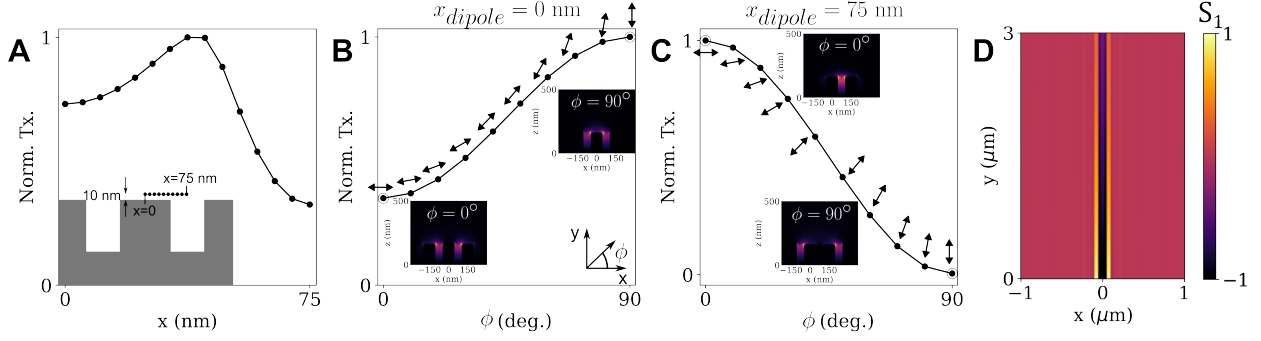 A
1
Norm. Tx.
0
10 nm
x=75 nm
x=0
0
75
x (nm)
x_dipole = 0 nm
B
1
Norm. Tx.
0
500
z (nm)
0
ϕ = 90°
−150
0
150
x (nm)
500
z (nm)
0
ϕ = 0°
−150
0
150
x (nm)
y
ϕ
x
0
90
ϕ (deg.)
x_dipole = 75 nm
C
1
Norm. Tx.
0
500
z (nm)
0
ϕ = 0°
−150
0
150
x (nm)
500
z (nm)
0
ϕ = 90°
−150
0
150
x (nm)
0
90
ϕ (deg.)
D
3
y (μm)
0
−1
0
1
x (μm)
S₁
1
−1